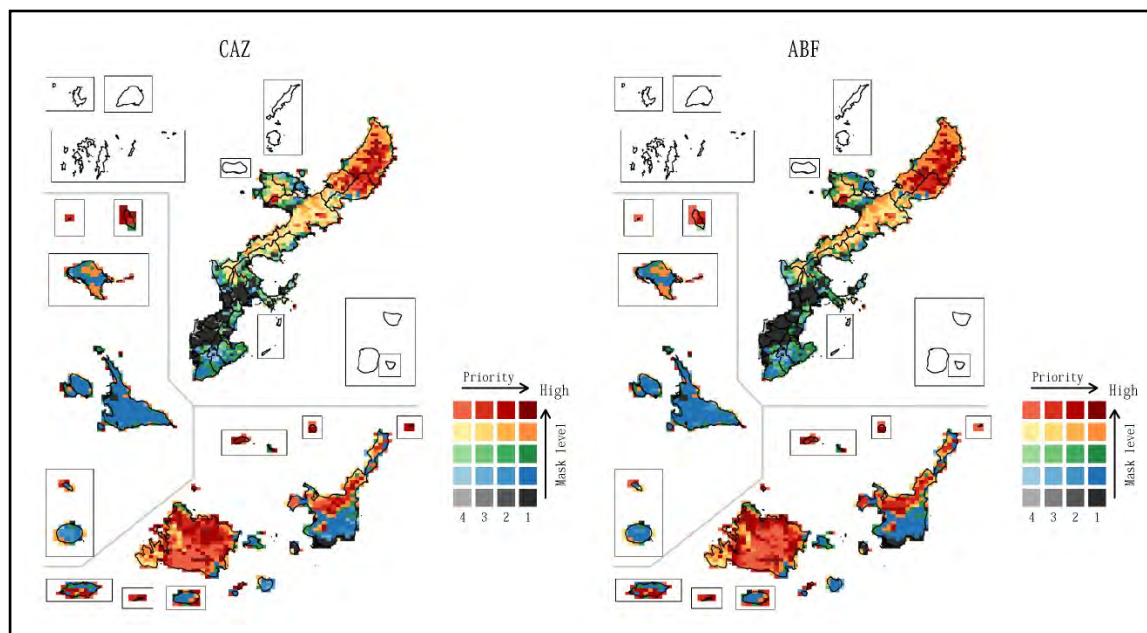 CAZ
ABF
Priority
High
Mask level
4 3 2 1
Priority
High
Mask level
4 3 2 1